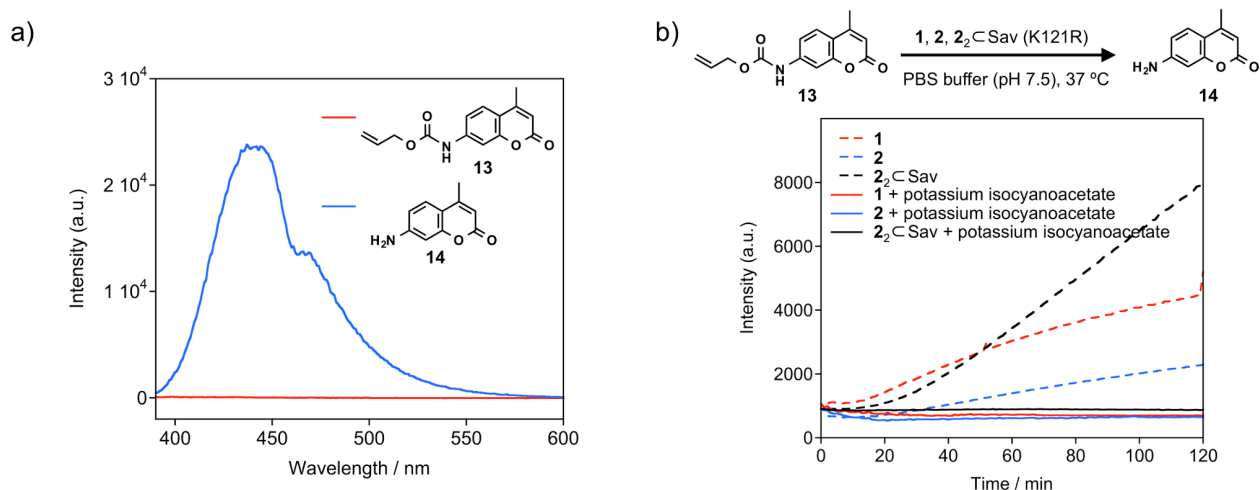 a)
3 10⁴
2 10⁴
1 10⁴
0
Intensity (a.u.)
400
450
500
550
600
Wavelength / nm
O
O
N
H
O
O
13
H₂N
O
O
14
b)
O
O
N
H
O
O
13
1, 2, 2₂⊂Sav (K121R)
PBS buffer (pH 7.5), 37 ºC
H₂N
O
O
14
1
2
2₂⊂Sav
1 + potassium isocyanoacetate
2 + potassium isocyanoacetate
2₂⊂Sav + potassium isocyanoacetate
8000
6000
4000
2000
0
Intensity (a.u.)
0
20
40
60
80
100
120
Time / min